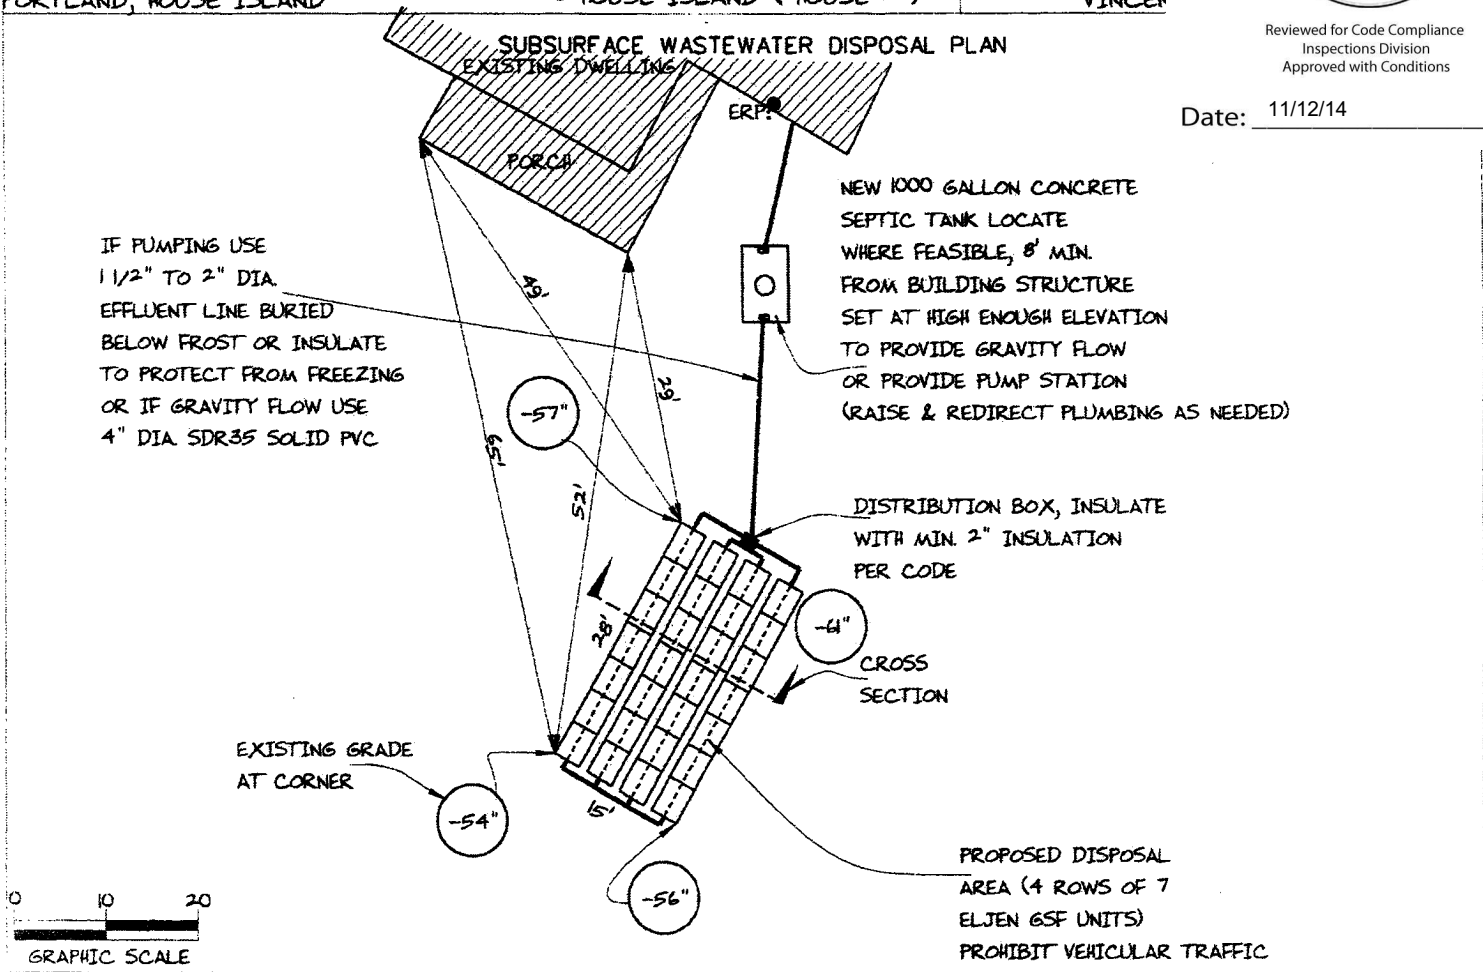 PORTLAND, HOUSE ISLAND
SUBSURFACE WASTEWATER DISPOSAL PLAN
EXISTING DWELLING
ERP:
PORCH
Reviewed for Code Compliance
Inspections Division
Approved with Conditions
Date: 11/12/14
NEW 1000 GALLON CONCRETE
SEPTIC TANK LOCATE
WHERE FEASIBLE, 8' MIN.
FROM BUILDING STRUCTURE
SET AT HIGH ENOUGH ELEVATION
TO PROVIDE GRAVITY FLOW
OR PROVIDE PUMP STATION
(RAISE & REDIRECT PLUMBING AS NEEDED)
IF PUMPING USE
1 1/2" TO 2" DIA.
EFFLUENT LINE BURIED
BELOW FROST OR INSULATE
TO PROTECT FROM FREEZING
OR IF GRAVITY FLOW USE
4" DIA. SDR35 SOLID PVC
49'
29'
65'
52'
-57"
DISTRIBUTION BOX, INSULATE
WITH MIN. 2" INSULATION
PER CODE
28'
-61"
CROSS
SECTION
EXISTING GRADE
AT CORNER
-54"
15'
-56"
PROPOSED DISPOSAL
AREA (4 ROWS OF 7
ELJEN GSF UNITS)
PROHIBIT VEHICULAR TRAFFIC
0 10 20
GRAPHIC SCALE